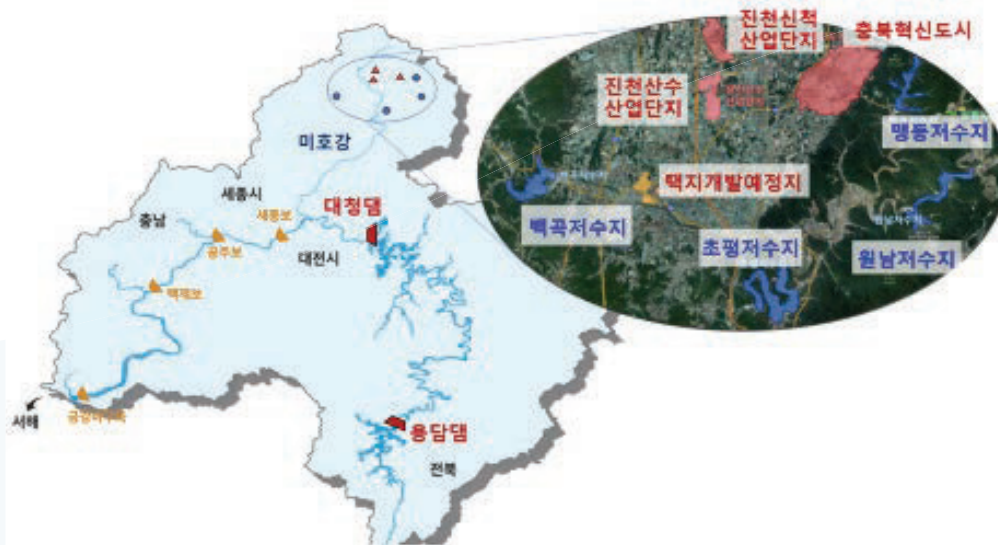 진천신척
산업단지
충북혁신도시
진천산수
산업단지
맹동저수지
택지개발예정지
백곡저수지
초평저수지
원남저수지
미호강
세종시
충남
세종보
대청댐
공주보
대전시
백제보
서해
용담댐
전북